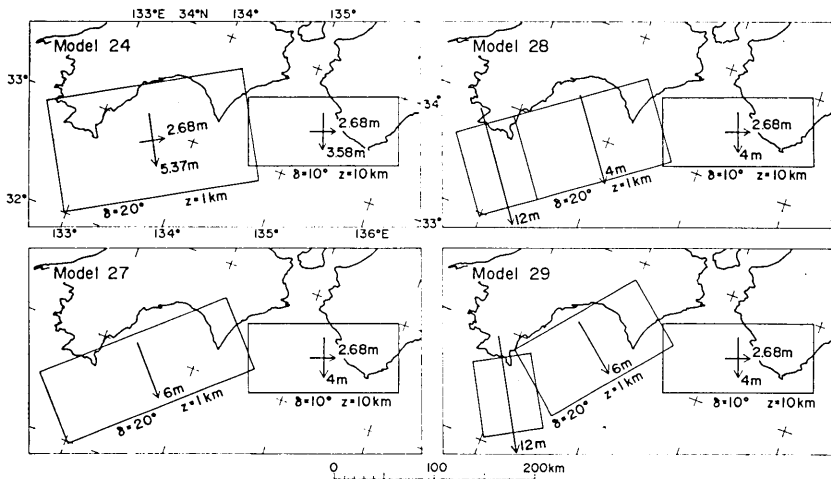 133°E 34°N 134° 135°
Model 24
33°
2.68m
5.37m
2.68m
3.58m
δ=10° z=10km
δ=20° z=1km
32°
133° 134° 135° 136°E
Model 28
34°
2.68m
4m
4m
δ=10° z=10km
δ=20° z=1km
12m
33°
Model 27
2.68m
4m
6m
δ=20° z=1km
δ=10° z=10km
Model 29
2.68m
4m
6m
δ=20° z=1km
δ=10° z=10km
12m
0 100 200km